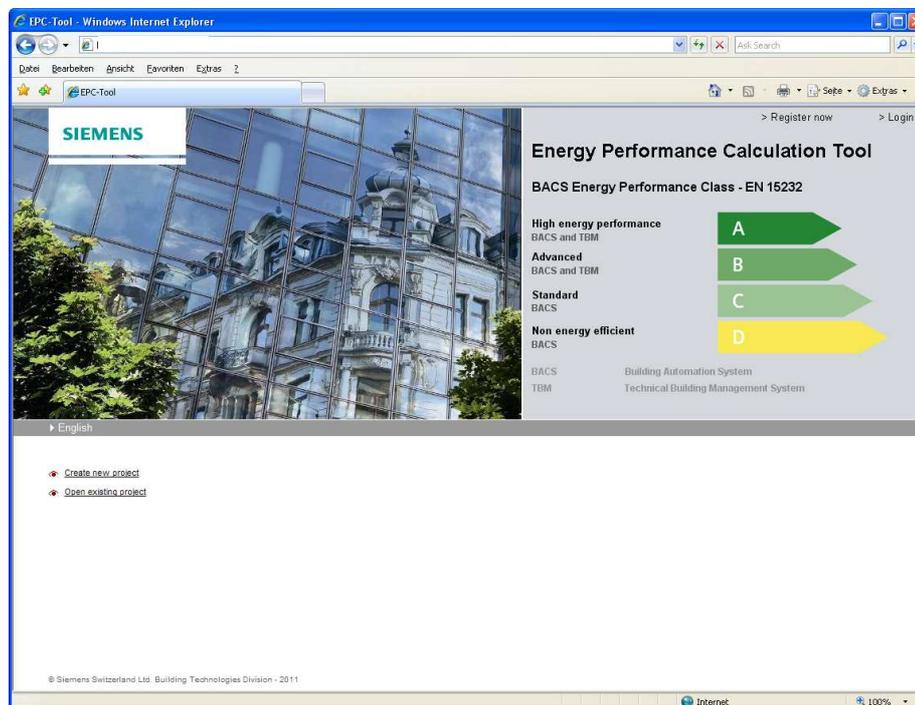 EPC-Tool - Windows Internet Explorer
Ask Search
Datei Bearbeiten Ansicht Favoriten Extras ?
EPC-Tool
Seite
Extras
SIEMENS
> Register now > Login
Energy Performance Calculation Tool
BACS Energy Performance Class - EN 15232
High energy performance
BACS and TBM
A
Advanced
BACS and TBM
B
Standard
BACS
C
Non energy efficient
BACS
D
BACS Building Automation System
TBM Technical Building Management System
English
Create new project
Open existing project
© Siemens Switzerland Ltd. Building Technologies Division - 2011
Internet 100%